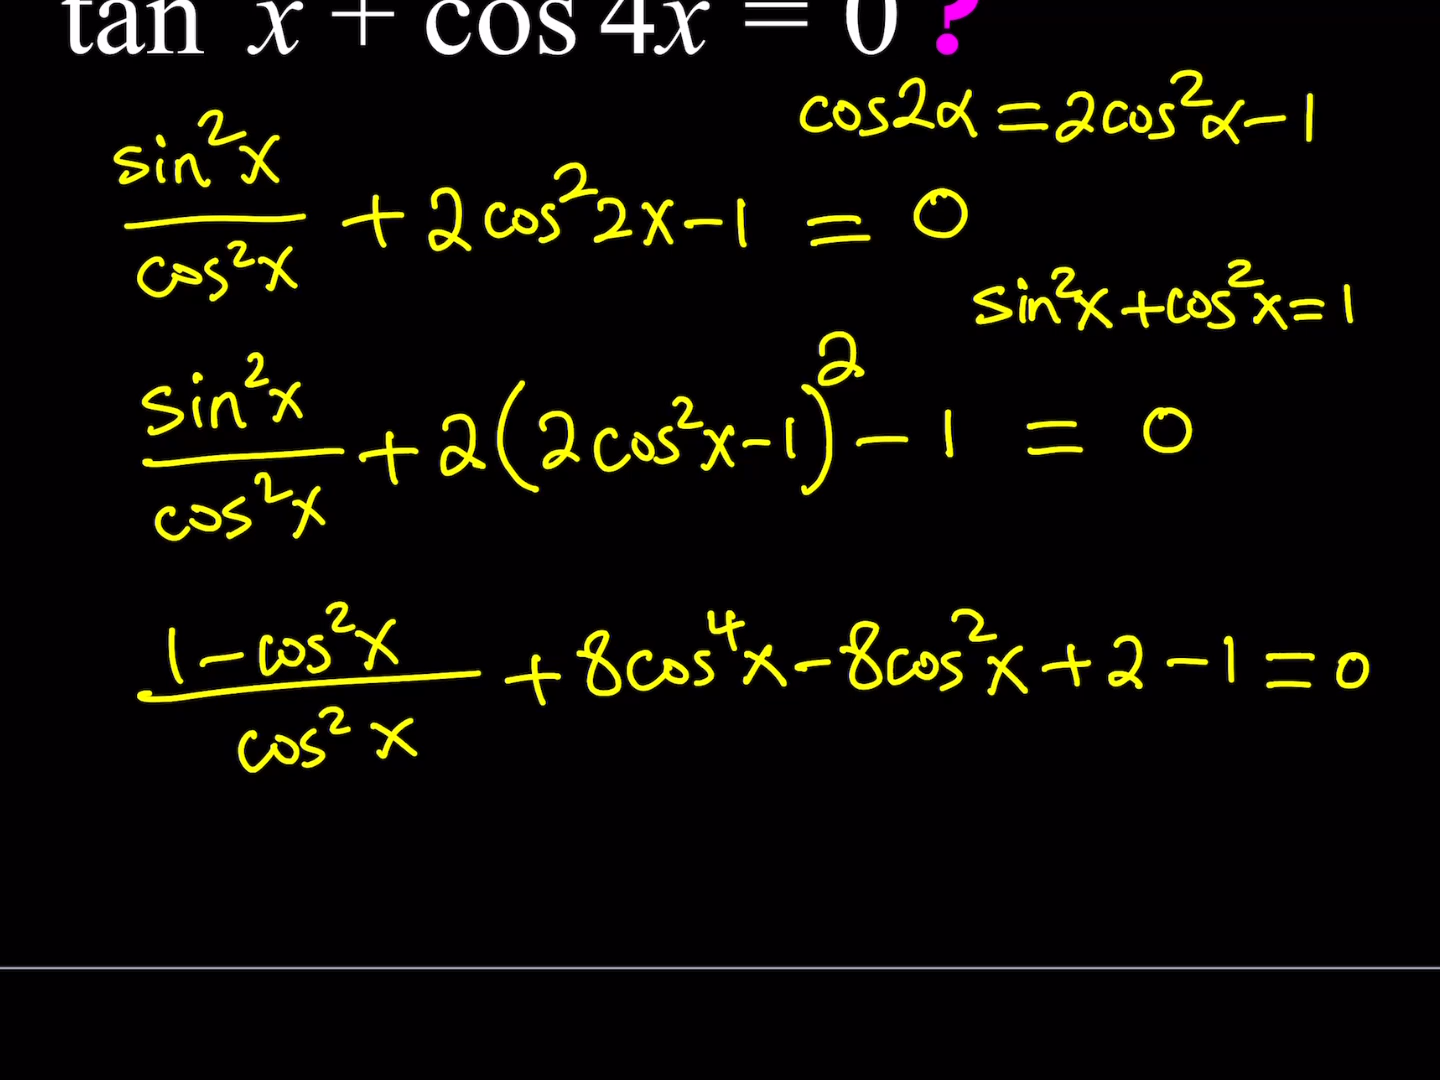 tan x + cos 4x = 0 ?
cos2α = 2cos²α - 1
sin²x / cos²x + 2cos²2x - 1 = 0
sin²x + cos²x = 1
sin²x / cos²x + 2(2cos²x - 1)² - 1 = 0
1 - cos²x / cos²x + 8cos⁴x - 8cos²x + 2 - 1 = 0